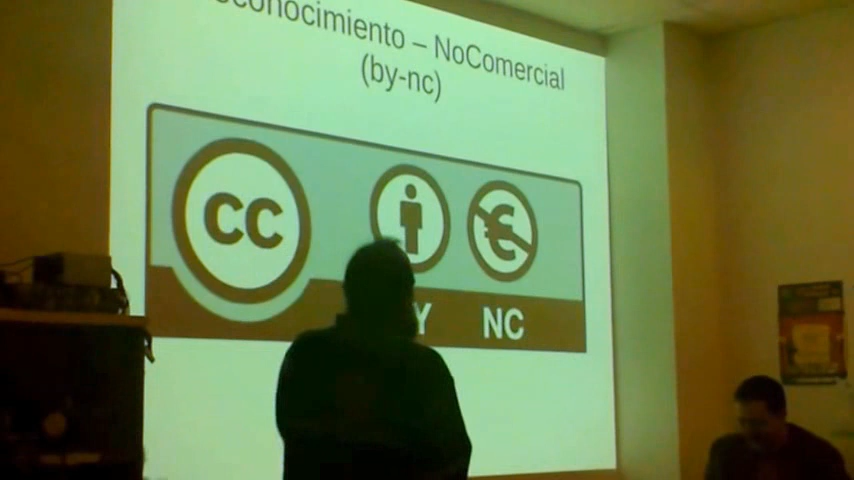 conocimiento – NoComercial
(by-nc)
CC
Y NC